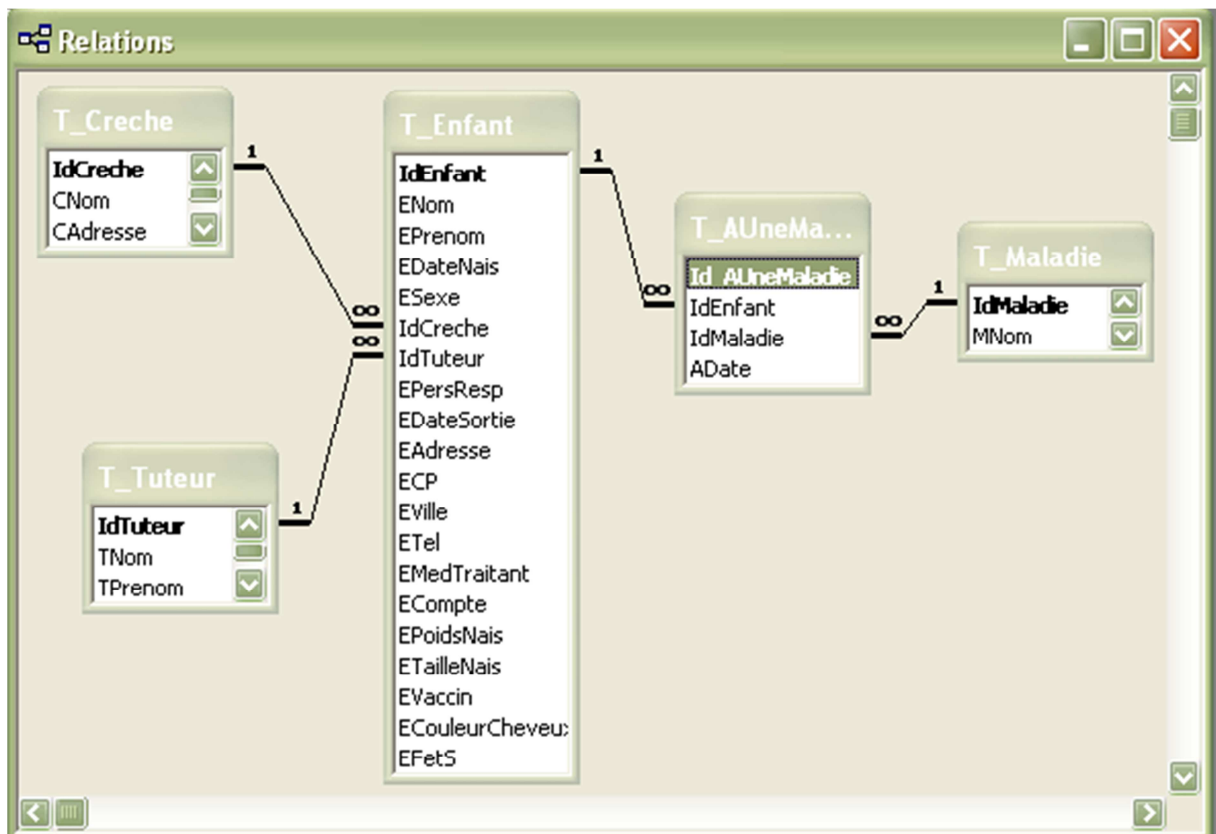 Relations
T_Creche
IdCreche
CNom
CAdresse
1
T_Enfant
IdEnfant
ENom
EPrenom
EDateNais
ESexe
IdCreche
IdTuteur
EPersResp
EDateSortie
EAdresse
ECP
EVille
ETel
EMedTraitant
ECompte
EPoidsNais
ETailleNais
EVaccin
ECouleurCheveu
EFetS
∞
∞
1
T_AUneMa...
Id_AUneMaladie
IdEnfant
IdMaladie
ADate
∞
∞
1
T_Maladie
IdMaladie
MNom
T_Tuteur
IdTuteur
TNom
TPrenom
1